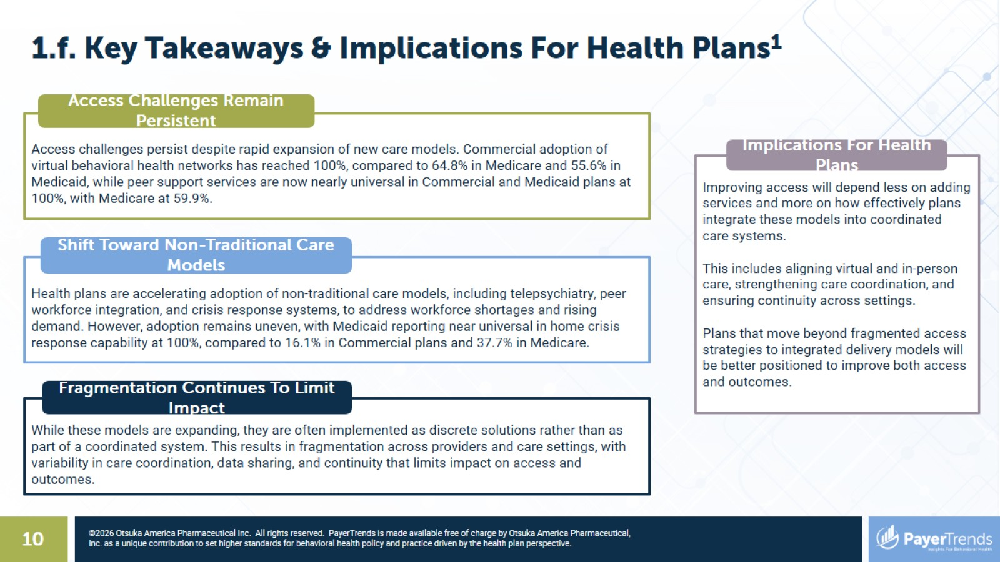 1.f. Key Takeaways & Implications For Health Plans¹
Access Challenges Remain
Persistent
Access challenges persist despite rapid expansion of new care models. Commercial adoption of
virtual behavioral health networks has reached 100%, compared to 64.8% in Medicare and 55.6% in
Medicaid, while peer support services are now nearly universal in Commercial and Medicaid plans at
100%, with Medicare at 59.9%.
Shift Toward Non-Traditional Care
Models
Health plans are accelerating adoption of non-traditional care models, including telepsychiatry, peer
workforce integration, and crisis response systems, to address workforce shortages and rising
demand. However, adoption remains uneven, with Medicaid reporting near universal in home crisis
response capability at 100%, compared to 16.1% in Commercial plans and 37.7% in Medicare.
Fragmentation Continues To Limit
Impact
While these models are expanding, they are often implemented as discrete solutions rather than as
part of a coordinated system. This results in fragmentation across providers and care settings, with
variability in care coordination, data sharing, and continuity that limits impact on access and
outcomes.
Implications For Health
Plans
Improving access will depend less on adding
services and more on how effectively plans
integrate these models into coordinated
care systems.
This includes aligning virtual and in-person
care, strengthening care coordination, and
ensuring continuity across settings.
Plans that move beyond fragmented access
strategies to integrated delivery models will
be better positioned to improve both access
and outcomes.
10
©2026 Otsuka America Pharmaceutical Inc. All rights reserved. PayerTrends is made available free of charge by Otsuka America Pharmaceutical,
Inc. as a unique contribution to set higher standards for behavioral health policy and practice driven by the health plan perspective.
PayerTrends
Insights For Behavioral Health